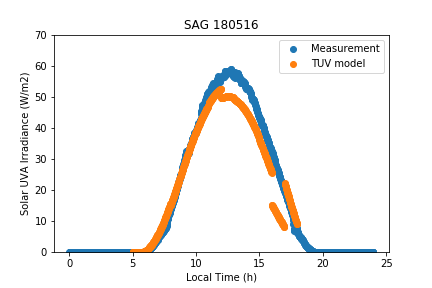 SAG 180516
Measurement
TUV model
Solar UVA Irradiance (W/m2)
70
60
50
40
30
20
10
0
0 5 10 15 20 25
Local Time (h)